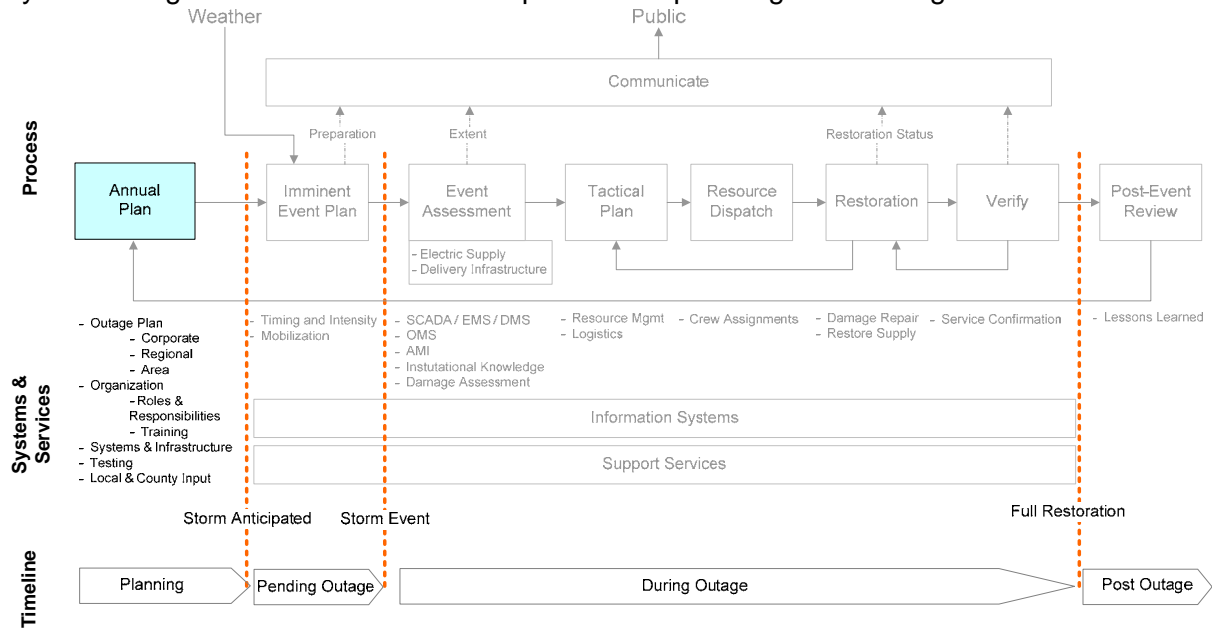 Weather
Public
Communicate
Process
Preparation
Extent
Restoration Status
Annual
Plan
Imminent
Event Plan
Event
Assessment
Tactical
Plan
Resource
Dispatch
Restoration
Verify
Post-Event
Review
- Electric Supply
- Delivery Infrastructure
Systems &
Services
- Outage Plan
- Corporate
- Regional
- Area
- Organization
- Roles &
Responsibilities
- Training
- Systems & Infrastructure
- Testing
- Local & County Input
- Timing and Intensity
- Mobilization
- SCADA / EMS / DMS
- OMS
- AMI
- Instutational Knowledge
- Damage Assessment
- Resource Mgmt
- Logistics
- Crew Assignments
- Damage Repair
- Restore Supply
- Service Confirmation
- Lessons Learned
Information Systems
Support Services
Storm Anticipated
Storm Event
Full Restoration
Timeline
Planning
Pending Outage
During Outage
Post Outage